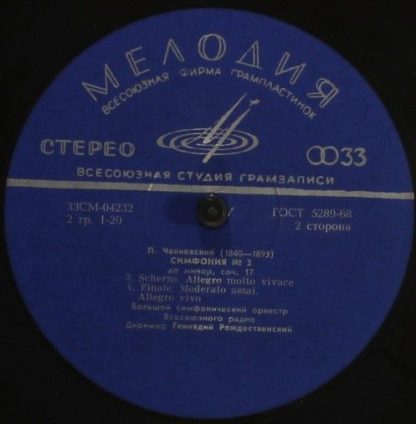 МЕЛОДИЯ
ВСЕСОЮЗНАЯ ФИРМА ГРАМПЛАСТИНОК
СТЕРЕО
33
ВСЕСОЮЗНАЯ СТУДИЯ ГРАМЗАПИСИ
33СМ-04232
ГОСТ 5289-68
2 гр. 1-20
2 сторона
П. Чайковский (1840—1893)
СИМФОНИЯ № 2
до минор, соч. 17
3. Scherzo. Allegro molto vivace
4. Finale. Moderato assai.
Allegro vivo
Большой симфонический оркестр
Всесоюзного радио
Дирижер Геннадий Рождественский